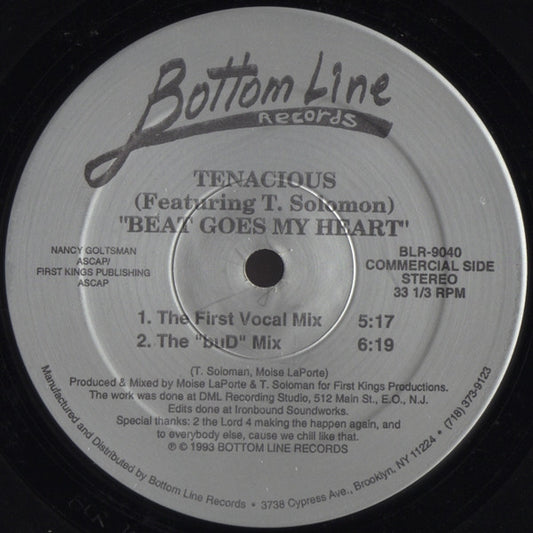 Bottom Line
Records
TENACIOUS
(Featuring T. Solomon)
"BEAT GOES MY HEART"
NANCY GOLTSMAN
ASCAP/
FIRST KINGS PUBLISHING
ASCAP
BLR-9040
COMMERCIAL SIDE
STEREO
33 1/3 RPM
1. The First Vocal Mix 5:17
2. The "buD" Mix 6:19
(T. Soloman, Moise LaPorte)
Produced & Mixed by Moise LaPorte & T. Soloman for First Kings Productions.
The work was done at DML Recording Studio, 512 Main St., E.O., N.J.
Edits done at Ironbound Soundworks.
Special thanks: 2 the Lord 4 making the happen again, and
to everybody else, cause we chill like that.
℗ © 1993 BOTTOM LINE RECORDS
Manufactured and Distributed by Bottom Line Records • 3738 Cypress Ave., Brooklyn, NY 11224 • (718) 373-9123